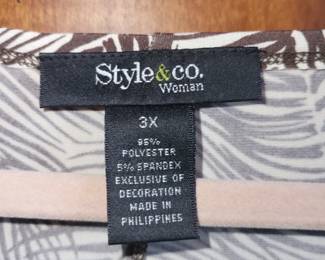 Style&co.
Woman
3X
95%
POLYESTER
5% SPANDEX
EXCLUSIVE OF
DECORATION
MADE IN
PHILIPPINES